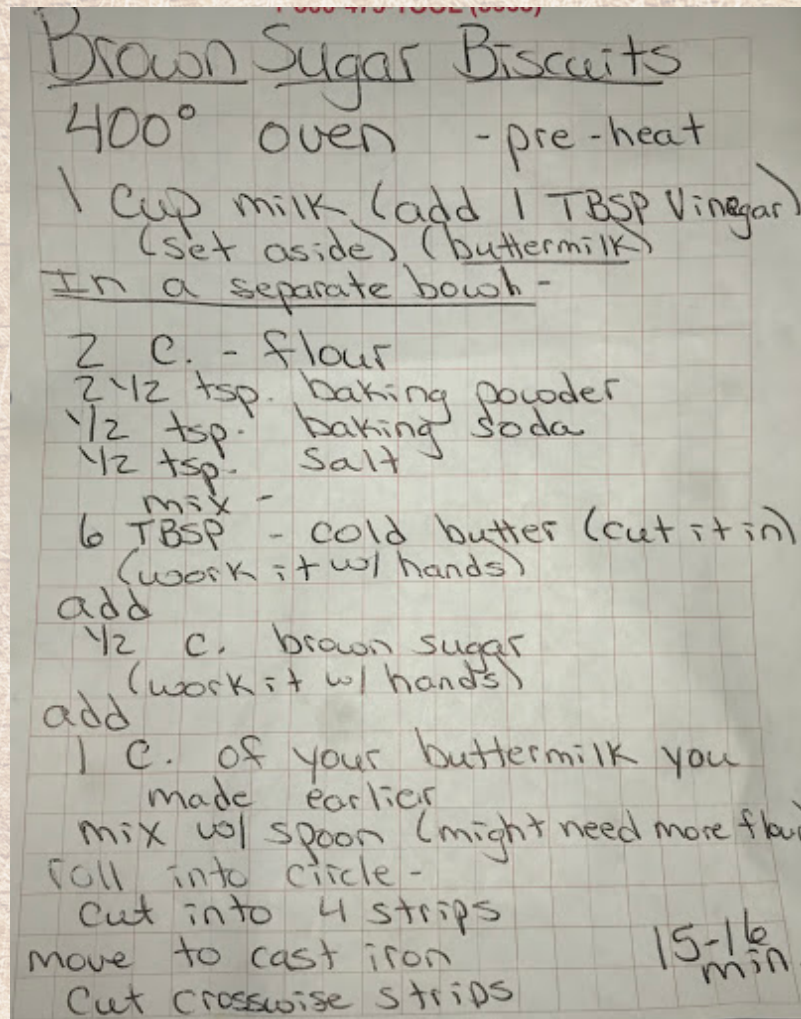 Brown Sugar Biscuits
400° oven - pre-heat
1 cup milk (add 1 TBSP Vinegar)
(set aside) (buttermilk)
In a separate bowh -
2 C. - flour
2 1/2 tsp. baking powder
1/2 tsp. baking soda
1/2 tsp. Salt
mix -
6 TBSP - cold butter (cut it in)
(work it w/ hands)
add
1/2 c. brown sugar
(work it w/ hands)
add
1 C. of your buttermilk you
made earlier
mix w/ spoon (might need more flour
roll into circle -
Cut into 4 strips
move to cast iron
Cut crosswise strips
15-16
min